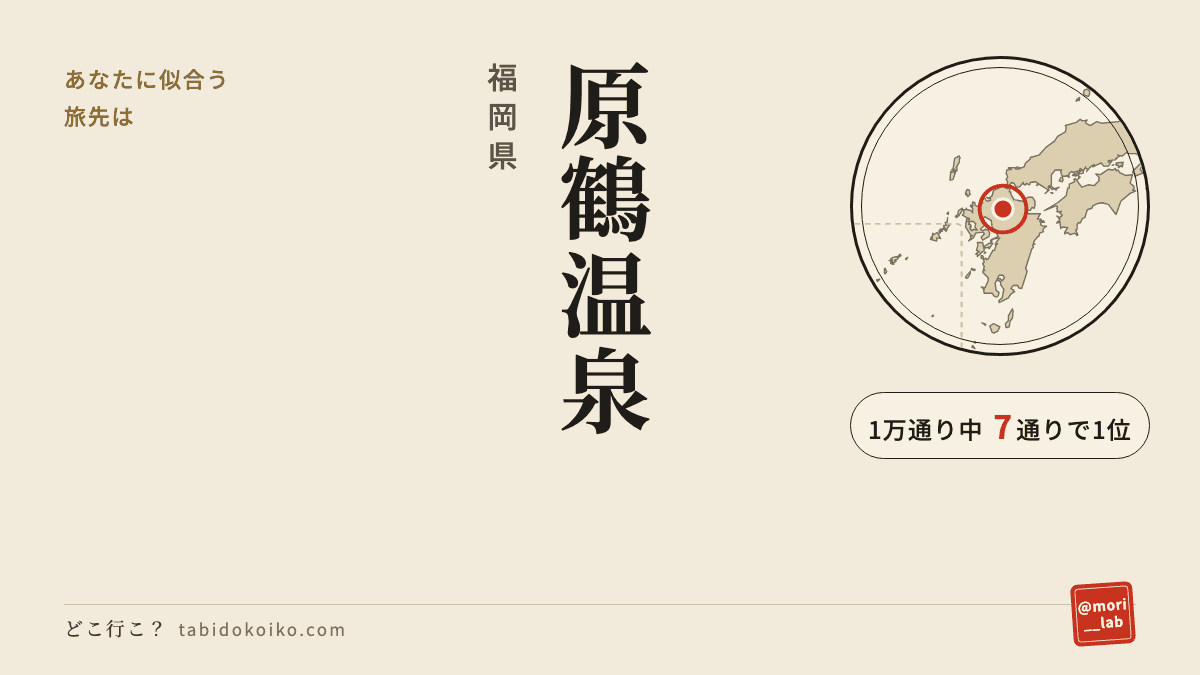 あなたに似合う
旅先は
福岡県
原鶴温泉
1万通り中 7通りで1位
どこ行こ？ tabidokoiko.com
@mori
__lab